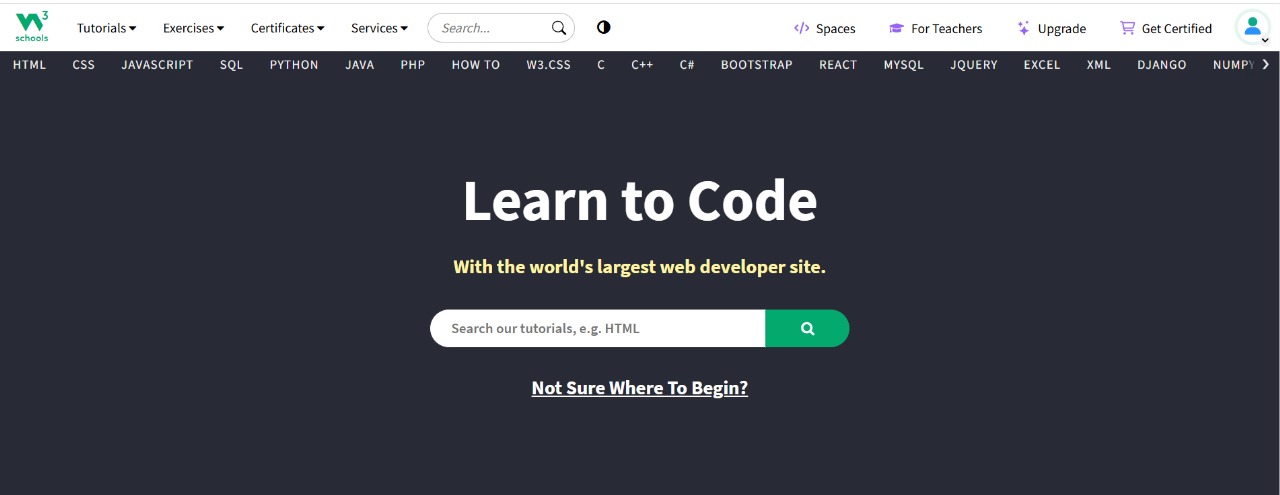 W3 schools
Tutorials Exercises Certificates Services Search... Spaces For Teachers Upgrade Get Certified
HTML CSS JAVASCRIPT SQL PYTHON JAVA PHP HOW TO W3.CSS C C++ C# BOOTSTRAP REACT MYSQL JQUERY EXCEL XML DJANGO NUMPY
Learn to Code
With the world's largest web developer site.
Search our tutorials, e.g. HTML
Not Sure Where To Begin?